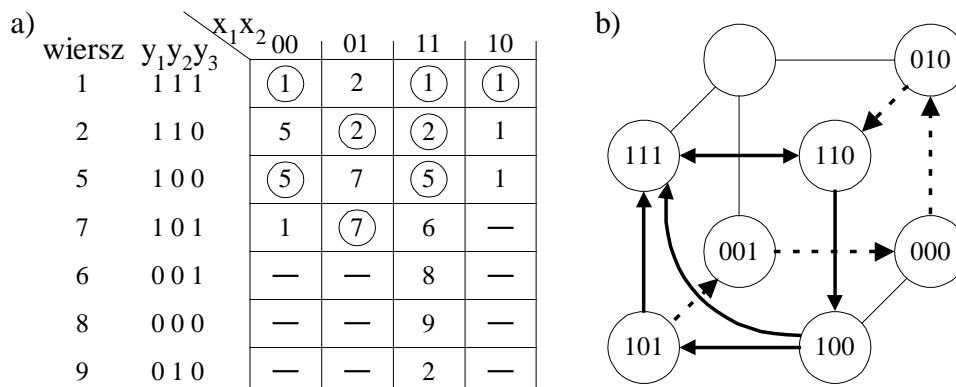 a)
x₁x₂
wiersz y₁y₂y₃ 00 01 11 10
1 1 1 1 1 2 1 1
2 1 1 0 5 2 2 1
5 1 0 0 5 7 5 1
7 1 0 1 1 7 6 —
6 0 0 1 — — 8 —
8 0 0 0 — — 9 —
9 0 1 0 — — 2 —
b)
010
111 110
001 000
101 100